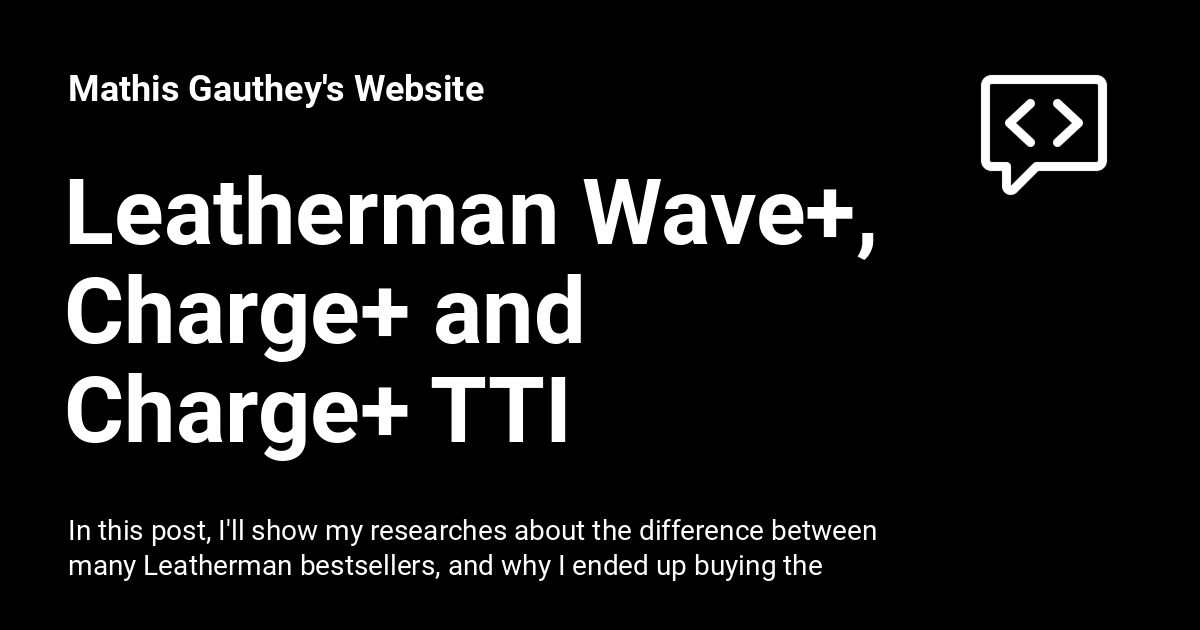 Mathis Gauthey's Website
Leatherman Wave+,
Charge+ and
Charge+ TTI
In this post, I'll show my researches about the difference between
many Leatherman bestsellers, and why I ended up buying the